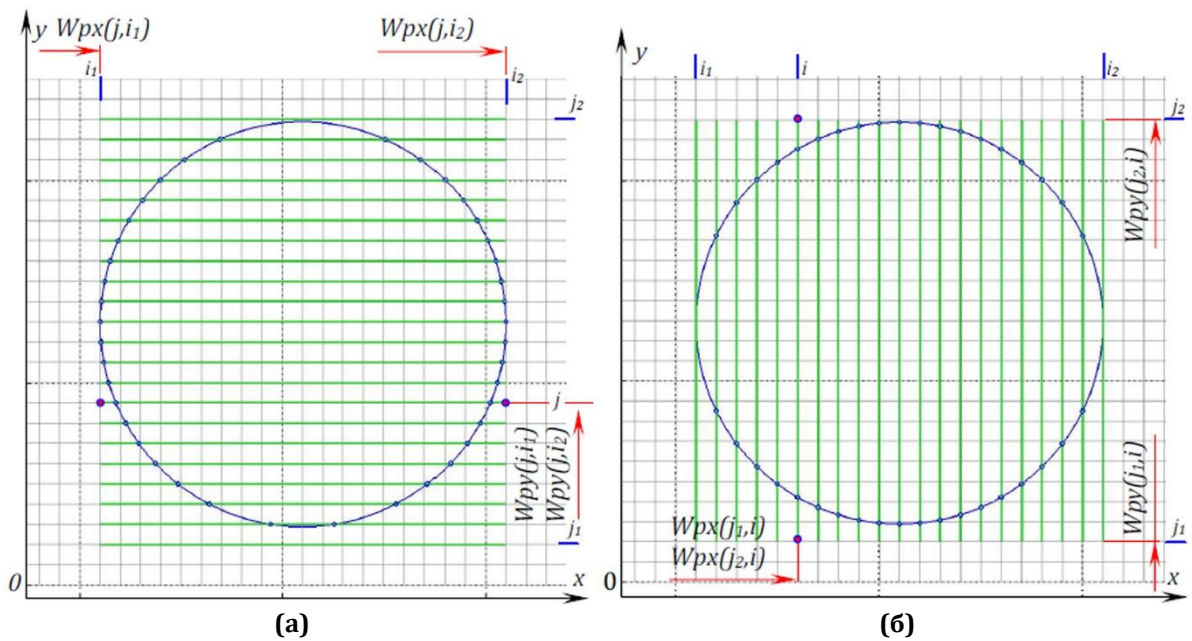 y Wpx(j,i₁) Wpx(j,i₂)
i₁ i₂
j₂
j
Wpy(j,i₁)
Wpy(j,i₂)
j₁
0 x
(а)
y
i₁ i i₂
j₂
Wpy(j₂,i)
Wpy(j₁,i)
Wpx(j₁,i)
Wpx(j₂,i)
j₁
0 x
(б)